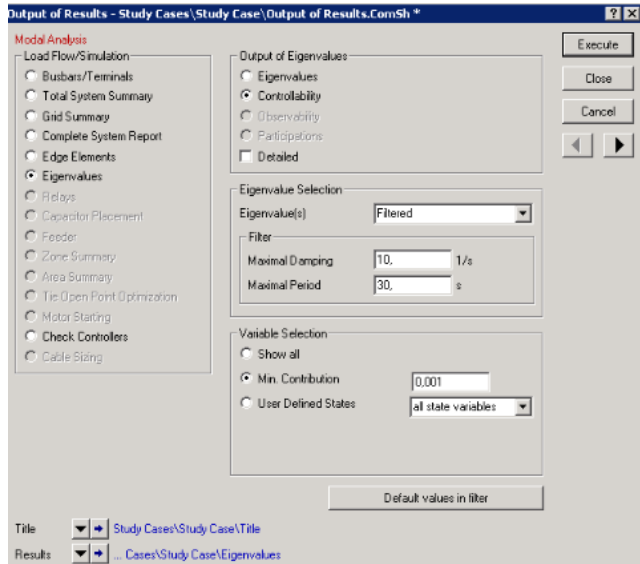 Output of Results - Study Cases\Study Case\Output of Results.ComSh *
Modal Analysis
Load Flow/Simulation
Busbars/Terminals
Total System Summary
Grid Summary
Complete System Report
Edge Elements
Eigenvalues
Relays
Capacitor Placement
Feeder
Zone Summary
Area Summary
Tie Open Point Optimization
Motor Starting
Check Controllers
Cable Sizing
Output of Eigenvalues
Eigenvalues
Controllability
Observability
Participations
Detailed
Eigenvalue Selection
Eigenvalue(s) Filtered
Filter
Maximal Damping 10, 1/s
Maximal Period 30, s
Variable Selection
Show all
Min. Contribution 0,001
User Defined States all state variables
Default values in filter
Execute
Close
Cancel
Title Study Cases\Study Case\Title
Results ... Cases\Study Case\Eigenvalues